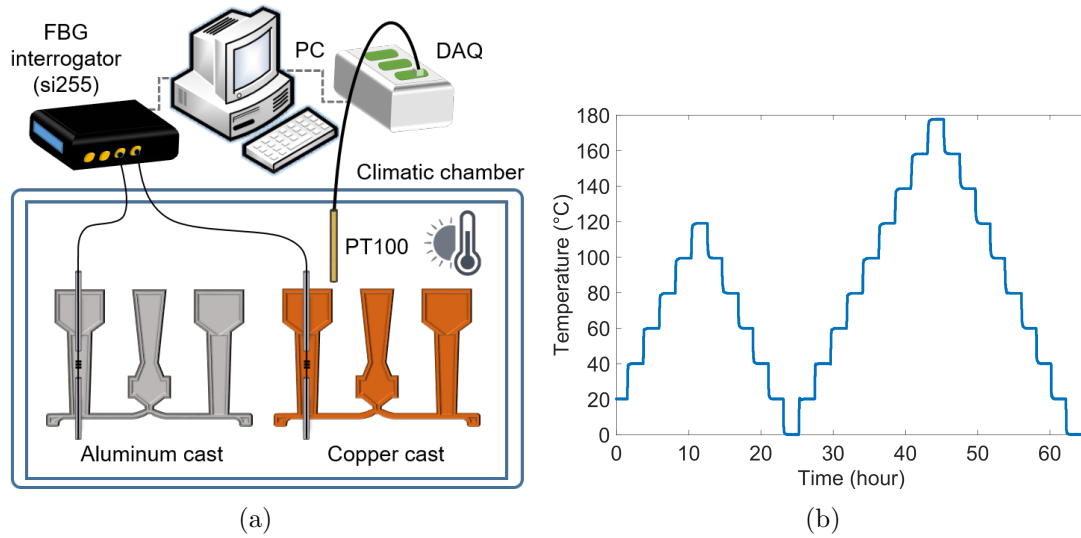 FBG
interrogator
(si255)
PC
DAQ
Climatic chamber
PT100
Aluminum cast
Copper cast
(a)
Temperature (°C)
180
160
140
120
100
80
60
40
20
0
0 10 20 30 40 50 60
Time (hour)
(b)